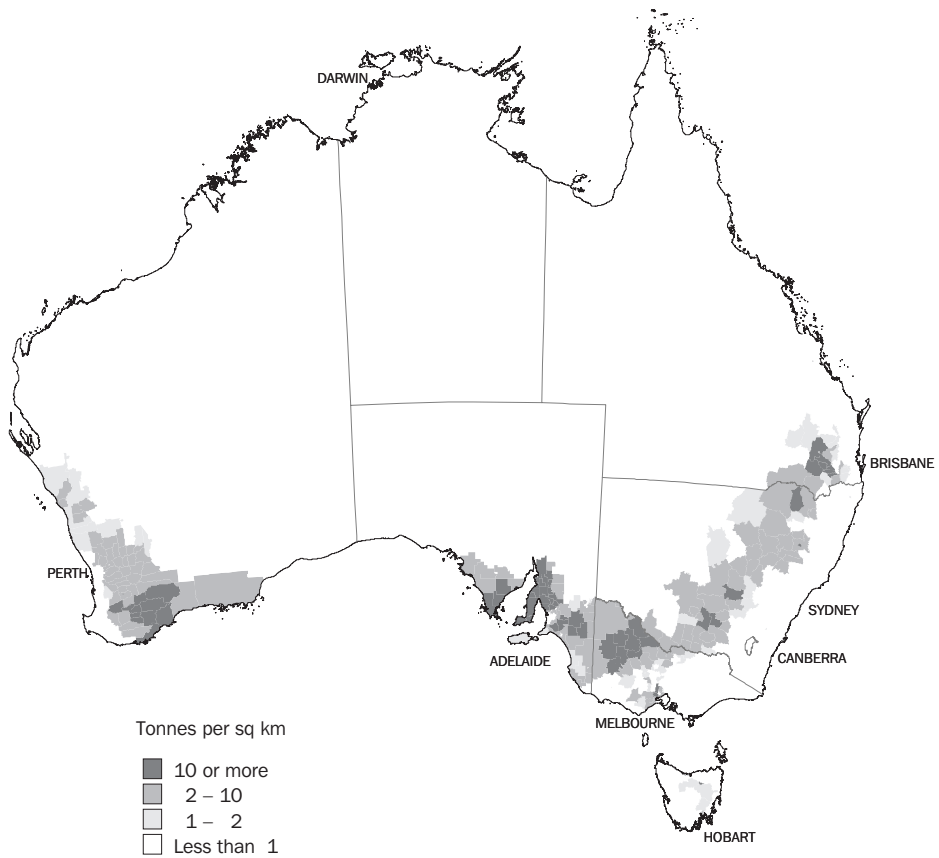 DARWIN
BRISBANE
PERTH
SYDNEY
ADELAIDE
CANBERRA
MELBOURNE
Tonnes per sq km
10 or more
2 – 10
1 – 2
Less than 1
HOBART